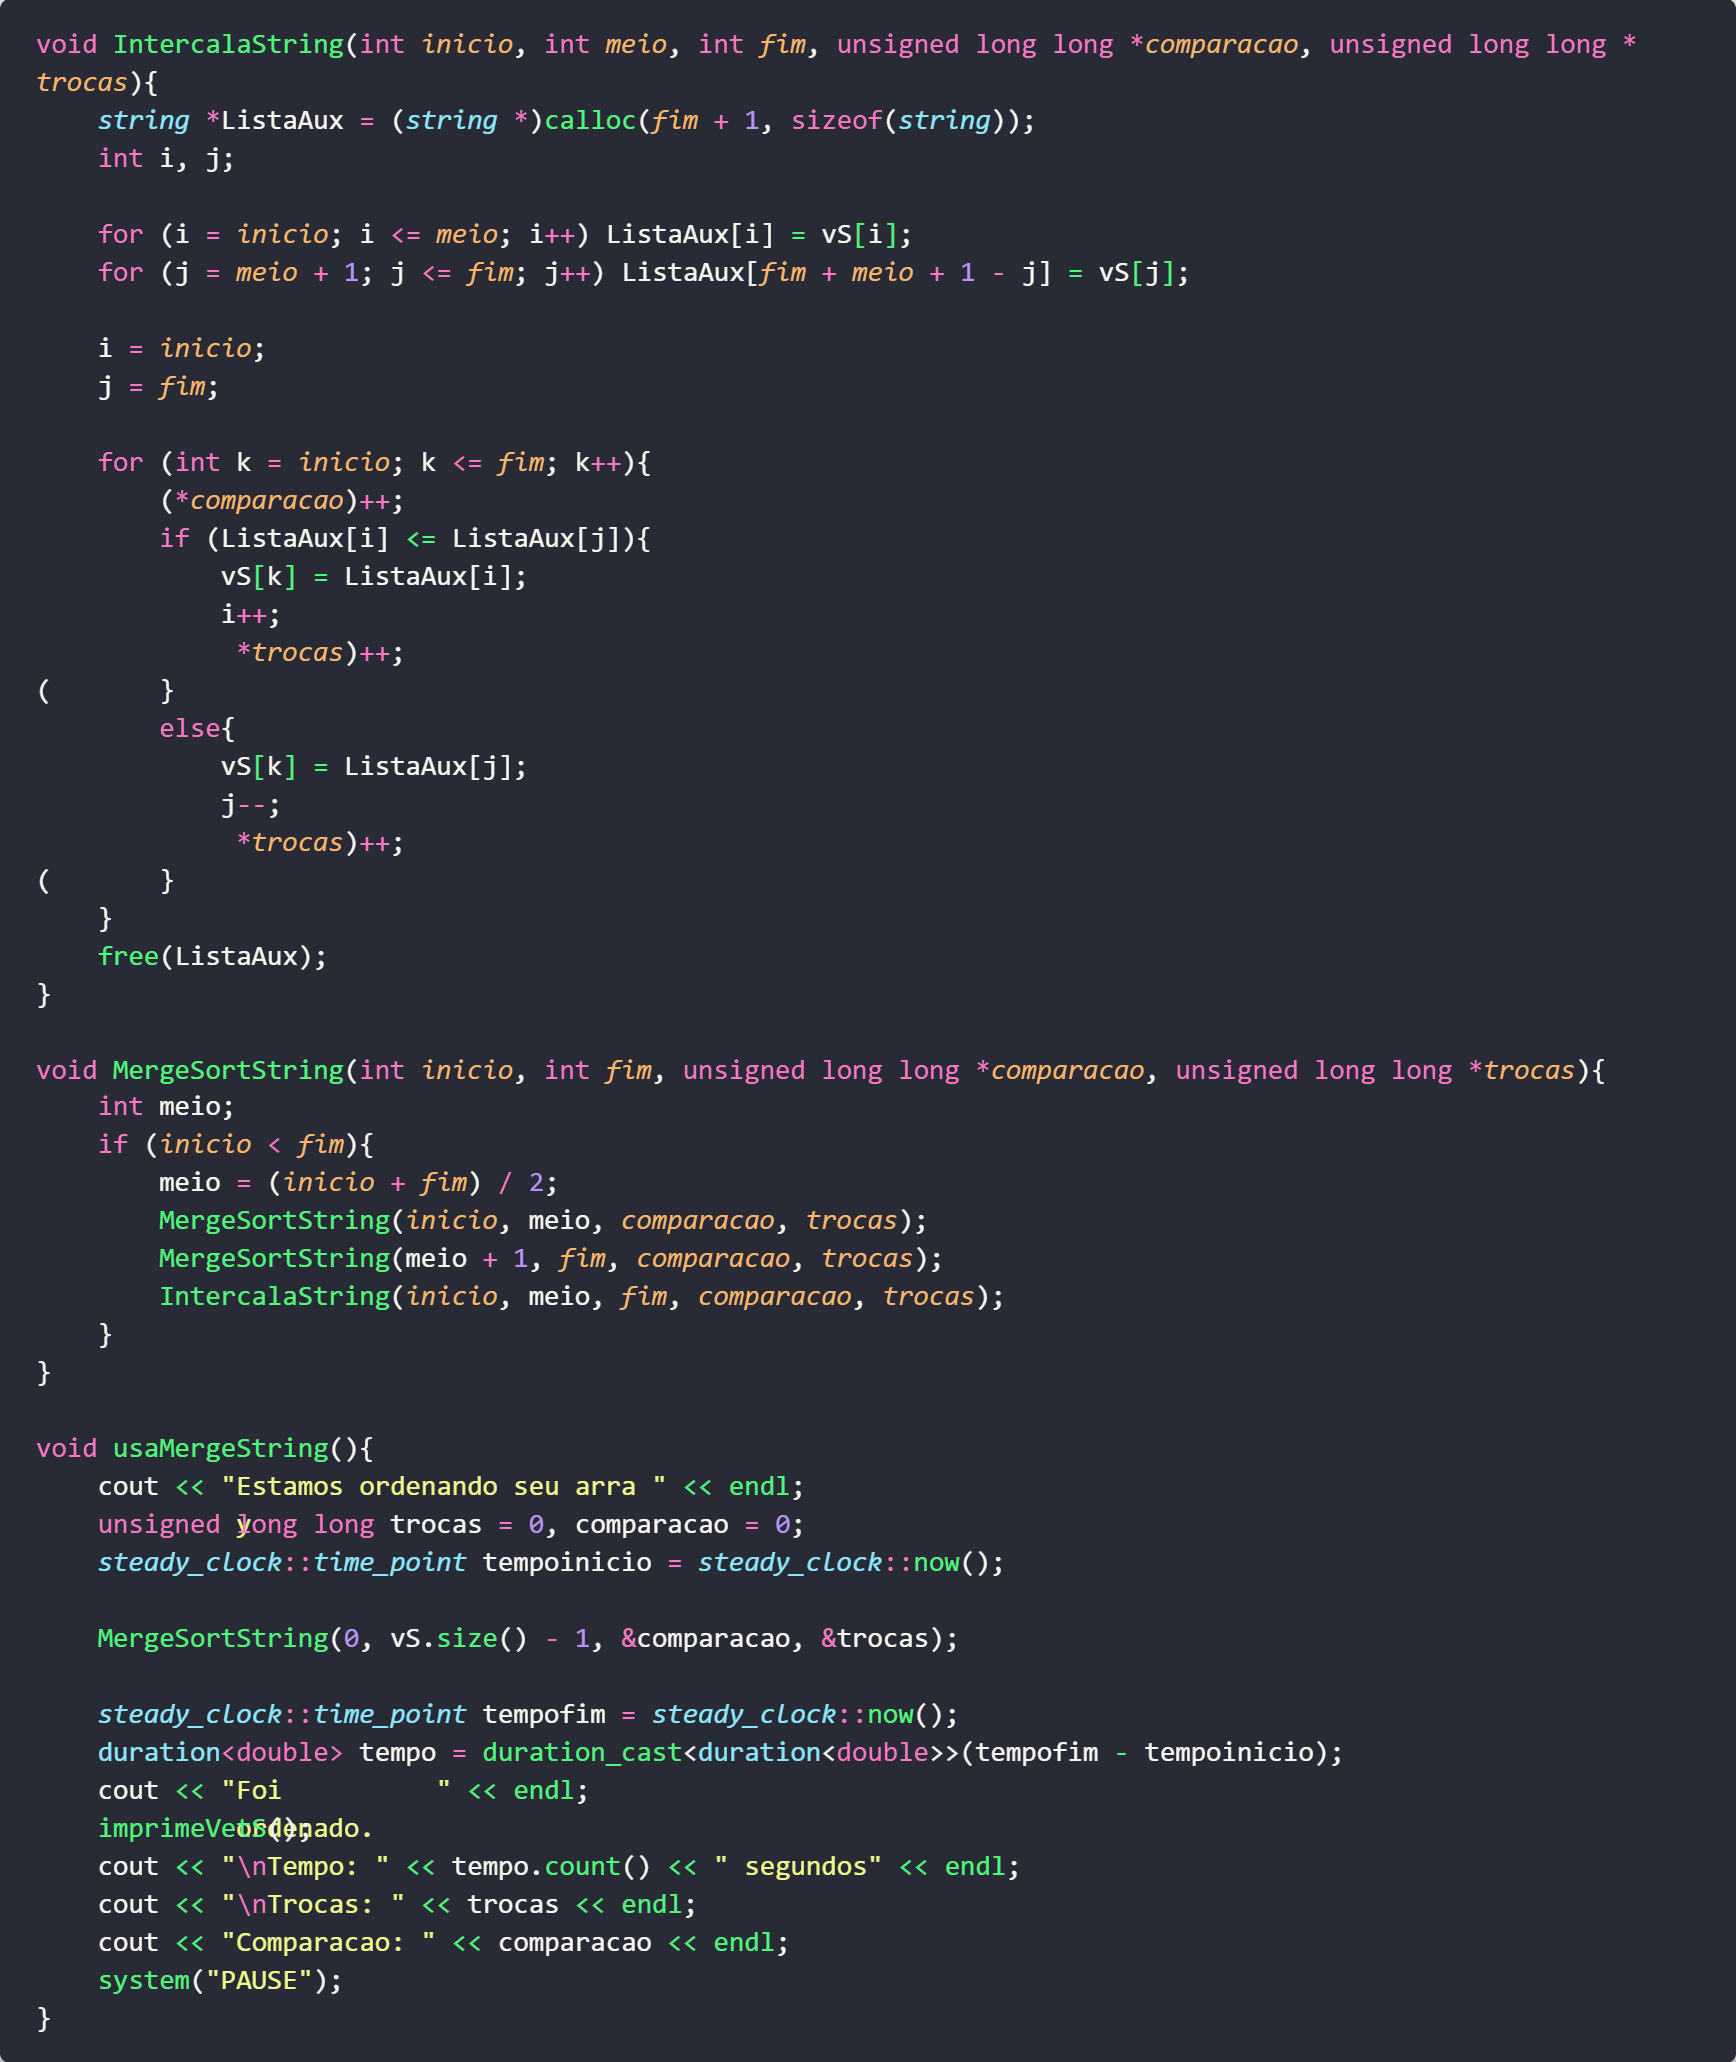 void IntercalaString(int inicio, int meio, int fim, unsigned long long *comparacao, unsigned long long *
trocas){
    string *ListaAux = (string *)calloc(fim + 1, sizeof(string));
    int i, j;

    for (i = inicio; i <= meio; i++) ListaAux[i] = vS[i];
    for (j = meio + 1; j <= fim; j++) ListaAux[fim + meio + 1 - j] = vS[j];

    i = inicio;
    j = fim;

    for (int k = inicio; k <= fim; k++){
        (*comparacao)++;
        if (ListaAux[i] <= ListaAux[j]){
            vS[k] = ListaAux[i];
            i++;
             *trocas)++;
(       }
        else{
            vS[k] = ListaAux[j];
            j--;
             *trocas)++;
(       }
    }
    free(ListaAux);
}

void MergeSortString(int inicio, int fim, unsigned long long *comparacao, unsigned long long *trocas){
    int meio;
    if (inicio < fim){
        meio = (inicio + fim) / 2;
        MergeSortString(inicio, meio, comparacao, trocas);
        MergeSortString(meio + 1, fim, comparacao, trocas);
        IntercalaString(inicio, meio, fim, comparacao, trocas);
    }
}

void usaMergeString(){
    cout << "Estamos ordenando seu arra " << endl;
    unsigned long long trocas = 0, comparacao = 0;
             y
    steady_clock::time_point tempoinicio = steady_clock::now();

    MergeSortString(0, vS.size() - 1, &comparacao, &trocas);

    steady_clock::time_point tempofim = steady_clock::now();
    duration<double> tempo = duration_cast<duration<double>>(tempofim - tempoinicio);
    cout << "Foi          " << endl;
    imprimeVetS();
             ordenado.
    cout << "\nTempo: " << tempo.count() << " segundos" << endl;
    cout << "\nTrocas: " << trocas << endl;
    cout << "Comparacao: " << comparacao << endl;
    system("PAUSE");
}